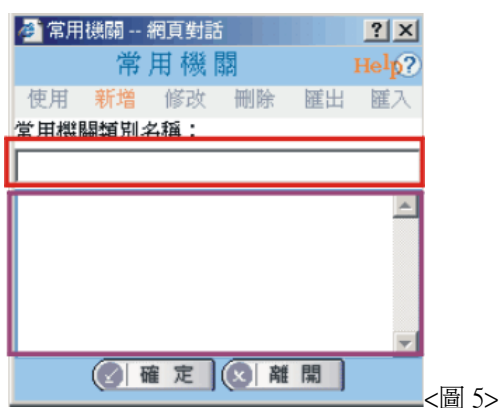 常用機關 -- 網頁對話
常用機關 Help?
使用 新增 修改 刪除 匯出 匯入
常用機關類別名稱：
確定 離開
<圖 5>